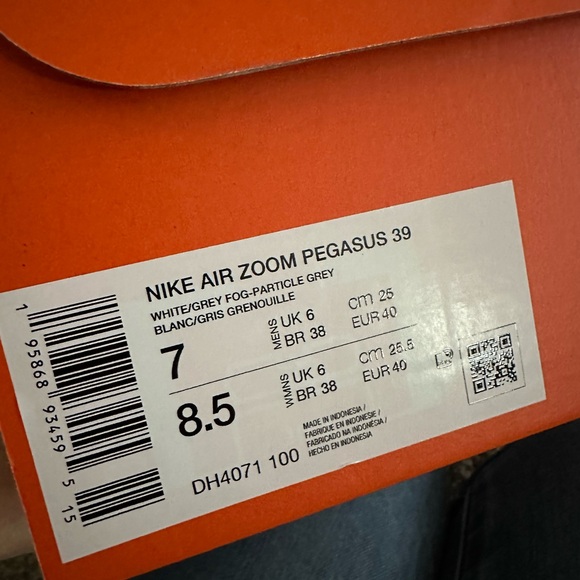 NIKE AIR ZOOM PEGASUS 39
WHITE/GREY FOG-PARTICLE GREY
BLANC/GRIS GRENOUILLE
7
MENS
UK 6
BR 38
cm 25
EUR 40
8.5
WMNS
UK 6
BR 38
cm 25.5
EUR 40
DH4071 100
MADE IN INDONESIA /
FABRIQUE EN INDONESIE /
FABRICADO NA INDONÉSIA /
HECHO EN INDONESIA
1 95868 93459 5 15